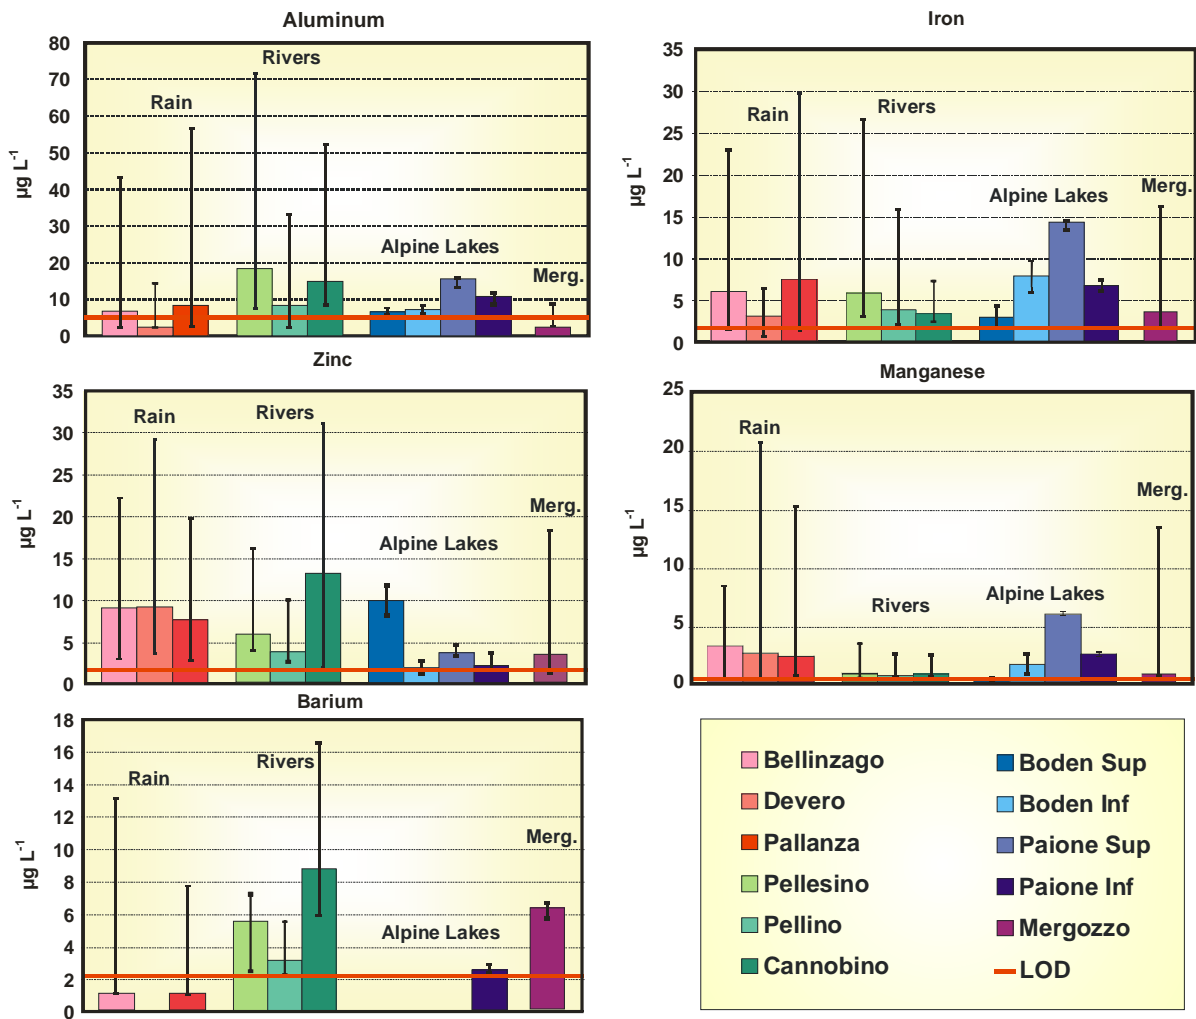 Aluminum
80
70
60
50
40
30
20
10
0
µg L-1
Rain
Rivers
Alpine Lakes
Merg.
Iron
35
30
25
20
15
10
5
0
µg L-1
Rain
Rivers
Alpine Lakes
Merg.
Zinc
35
30
25
20
15
10
5
0
µg L-1
Rain
Rivers
Alpine Lakes
Merg.
Manganese
25
20
15
10
5
0
µg L-1
Rain
Rivers
Alpine Lakes
Merg.
Barium
18
16
14
12
10
8
6
4
2
0
µg L-1
Rain
Rivers
Alpine Lakes
Merg.
Bellinzago
Devero
Pallanza
Pellesino
Pellino
Cannobino
Boden Sup
Boden Inf
Paione Sup
Paione Inf
Mergozzo
LOD